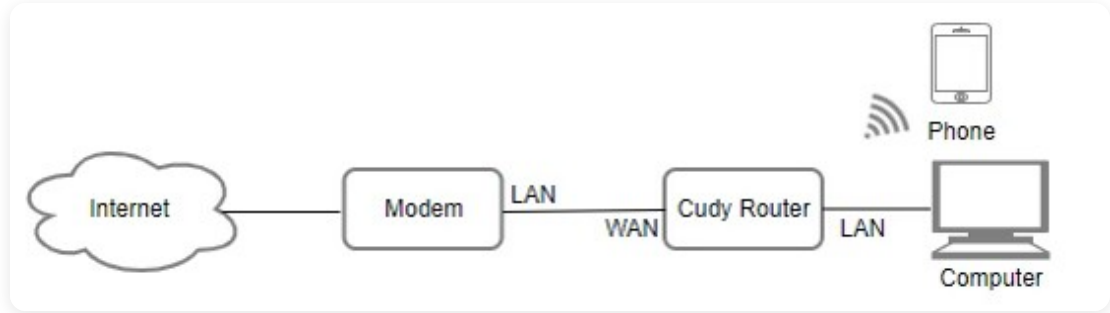 Phone
Internet
Modem
LAN
WAN
Cudy Router
LAN
Computer